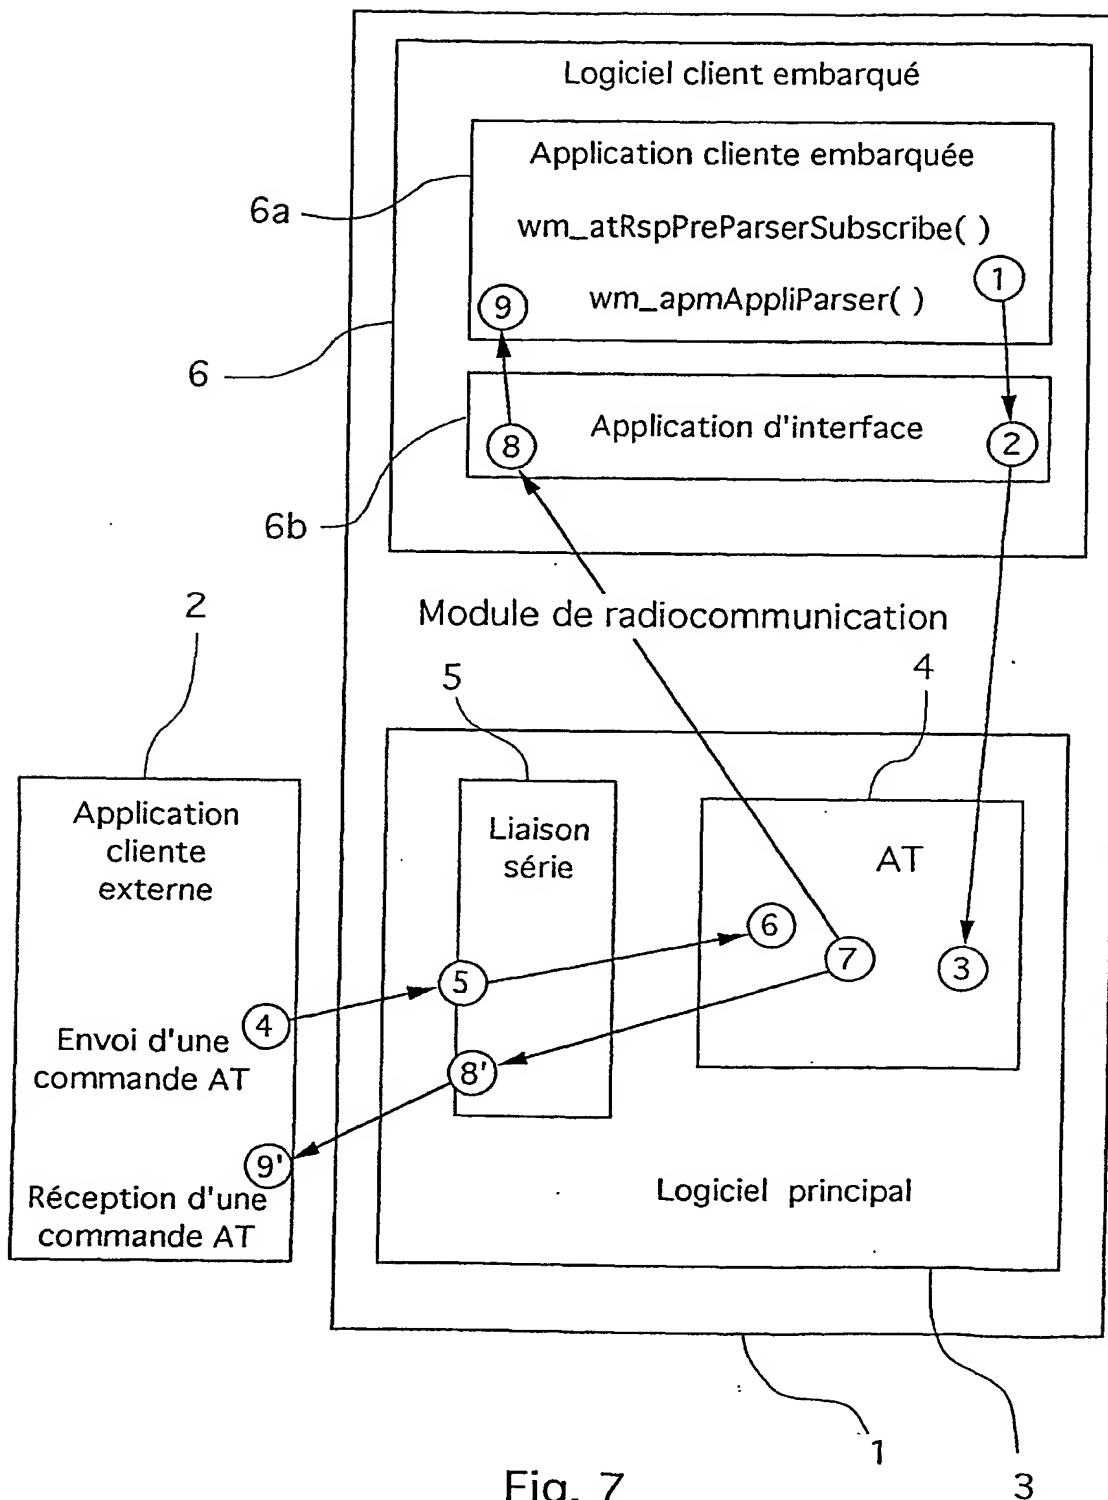 Logiciel client embarqué
Application cliente embarquée
6a
wm_atRspPreParserSubscribe( )
1
wm_apmAppliParser( )
9
6
Application d'interface
8
2
6b
2
Module de radiocommunication
4
5
Application
cliente
externe
Liaison
série
AT
6
7
3
5
4
Envoi d'une
commande AT
8'
9'
Réception d'une
commande AT
Logiciel principal
1
3
Fig. 7